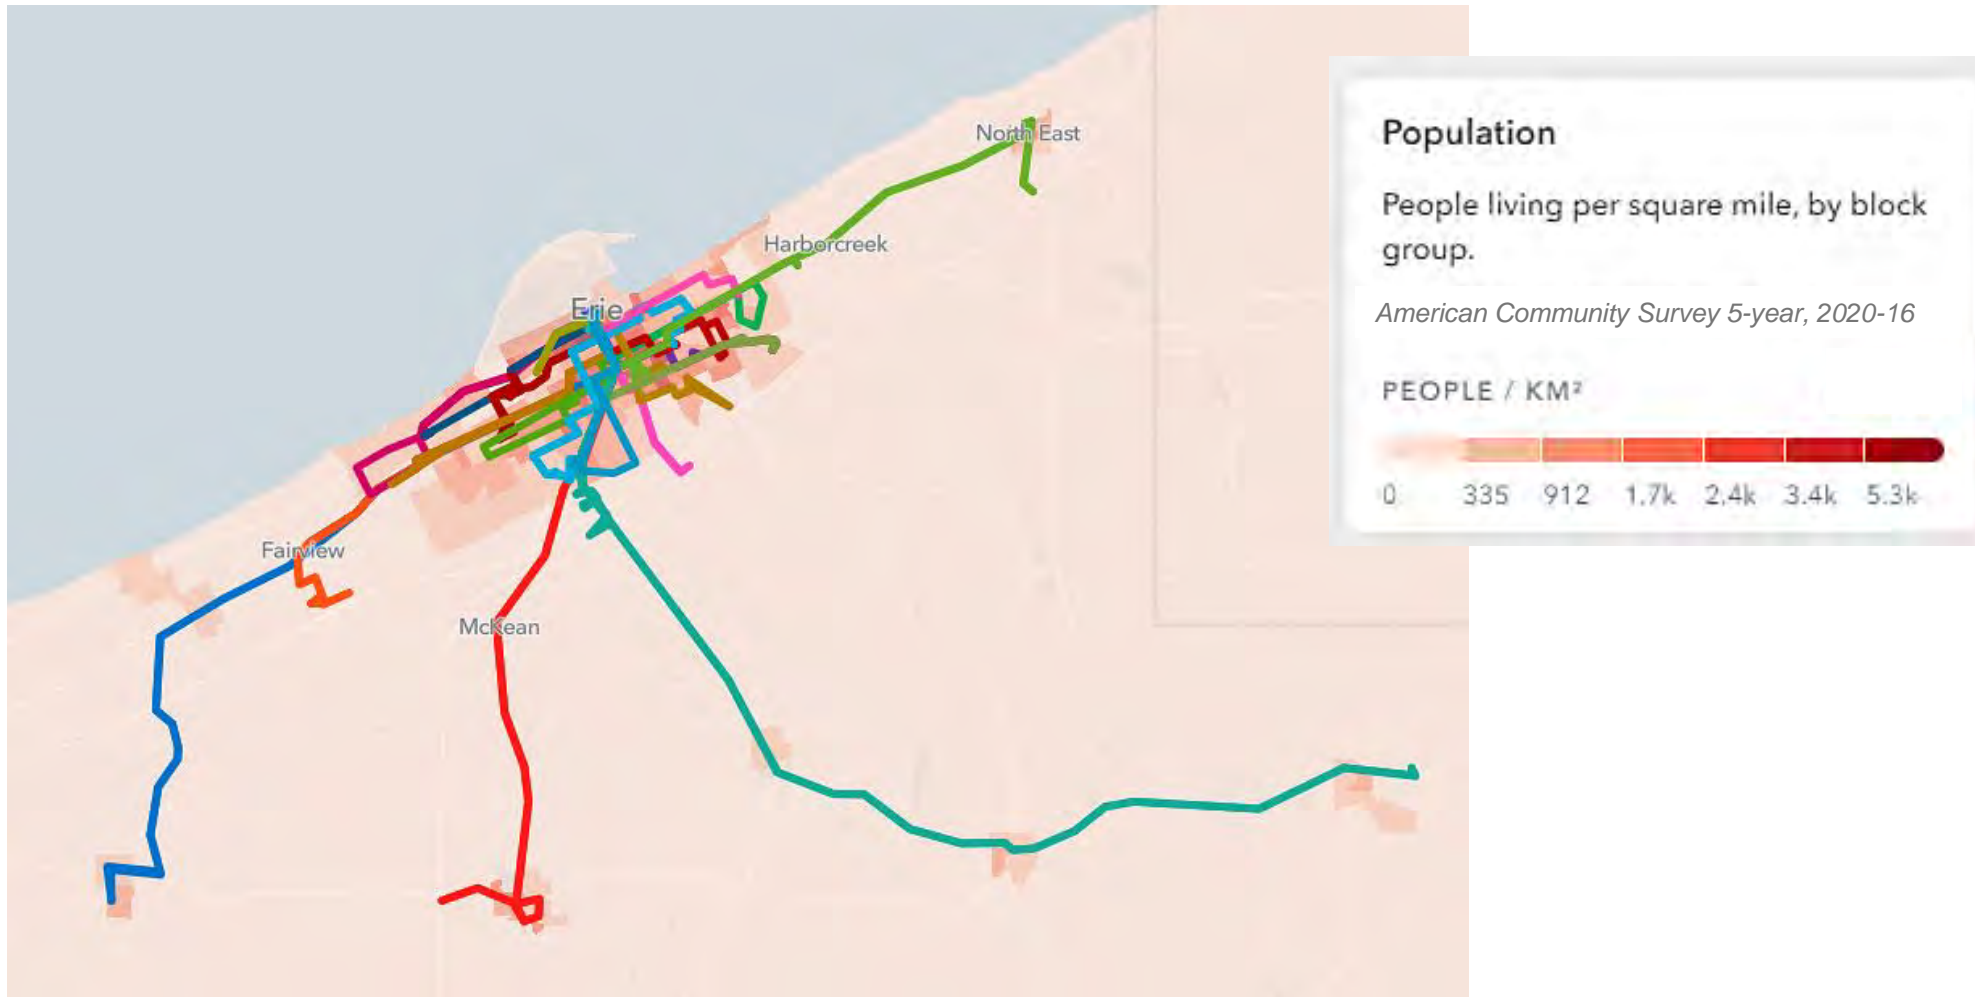 North East
Harborcreek
Erie
Fairview
McKean
Population
People living per square mile, by block
group.
American Community Survey 5-year, 2020-16
PEOPLE / KM²
0 335 912 1.7k 2.4k 3.4k 5.3k